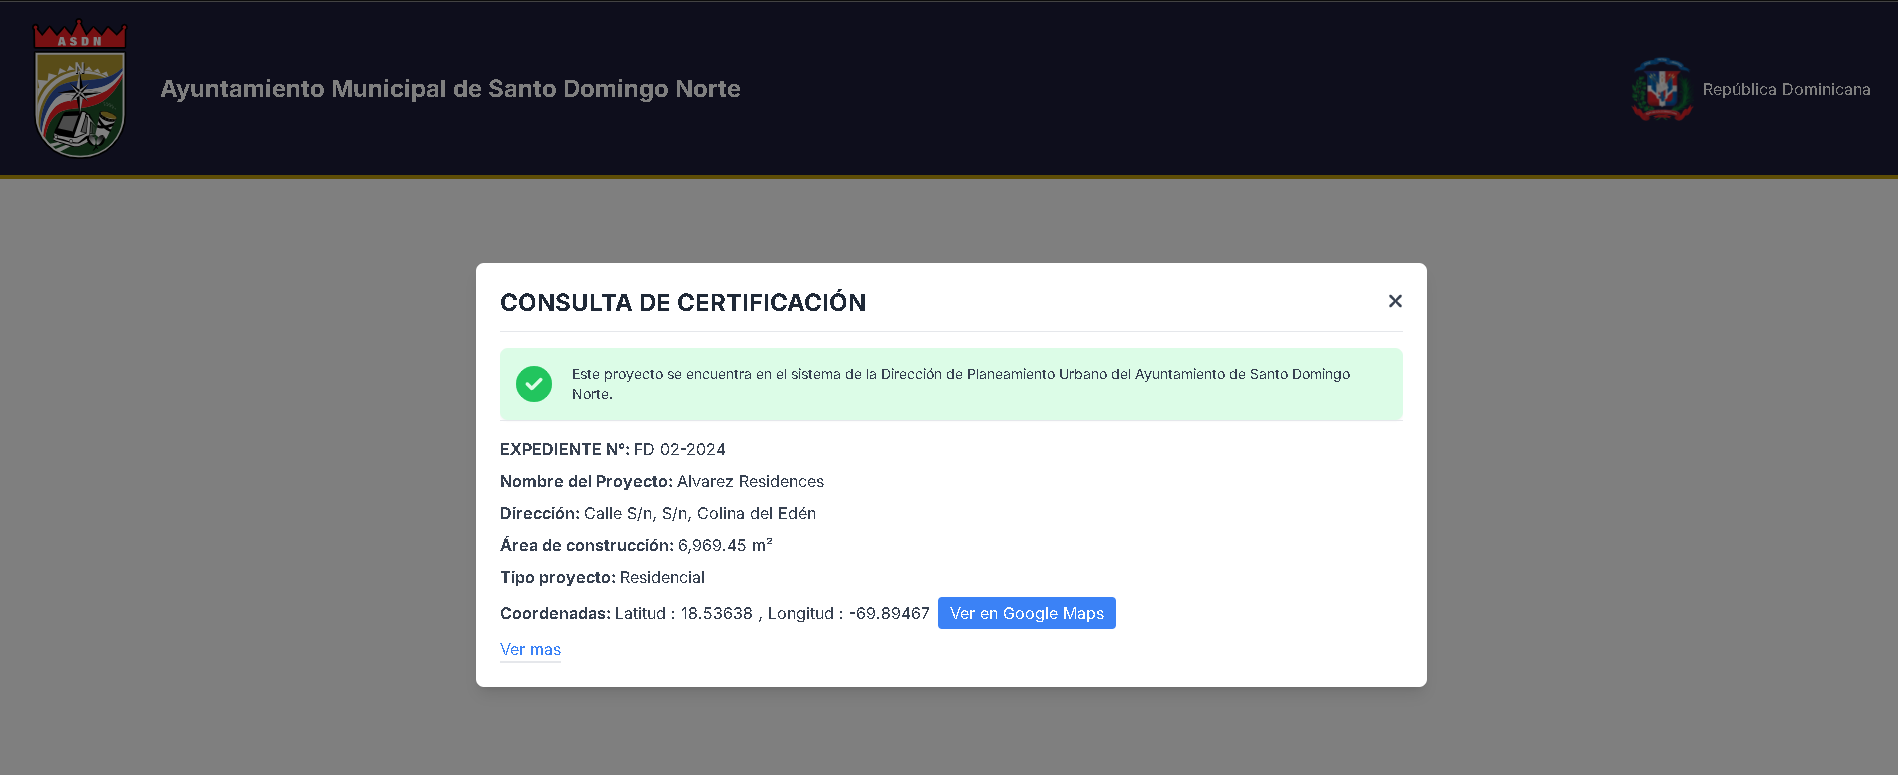 ASDN
N
Ayuntamiento Municipal de Santo Domingo Norte
República Dominicana
CONSULTA DE CERTIFICACIÓN
Este proyecto se encuentra en el sistema de la Dirección de Planeamiento Urbano del Ayuntamiento de Santo Domingo
Norte.
EXPEDIENTE N°: FD 02-2024
Nombre del Proyecto: Alvarez Residences
Dirección: Calle S/n, S/n, Colina del Edén
Área de construcción: 6,969.45 m²
Tipo proyecto: Residencial
Coordenadas: Latitud : 18.53638 , Longitud : -69.89467 Ver en Google Maps
Ver mas